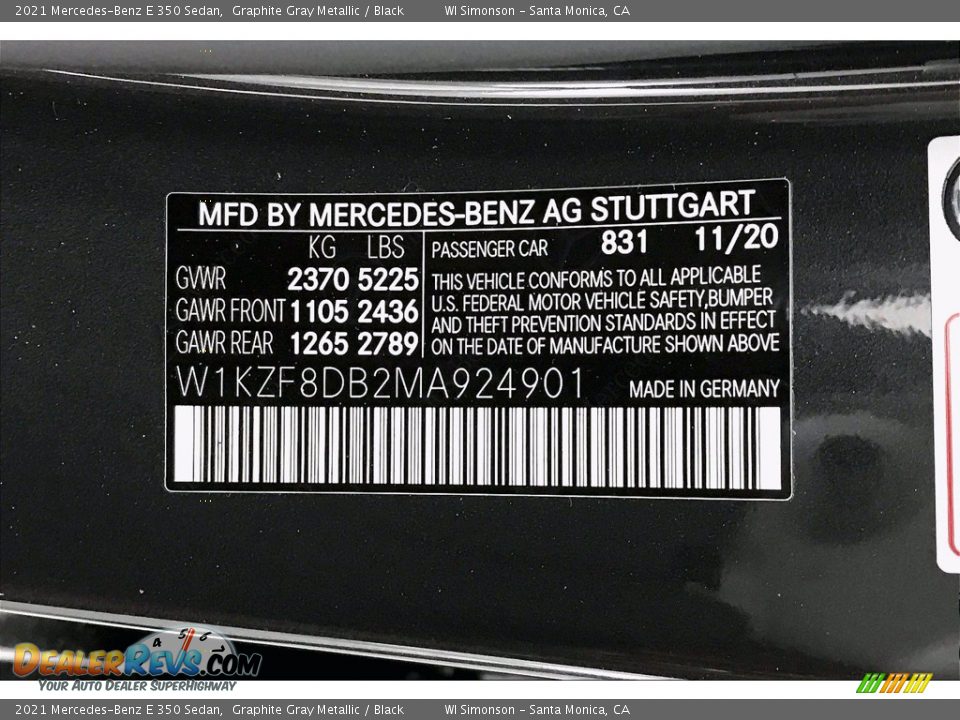 2021 Mercedes-Benz E 350 Sedan, Graphite Gray Metallic / Black WI Simonson - Santa Monica, CA
MFD BY MERCEDES-BENZ AG STUTTGART
KG LBS
GVWR 2370 5225
GAWR FRONT 1105 2436
GAWR REAR 1265 2789
PASSENGER CAR 831 11/20
THIS VEHICLE CONFORMS TO ALL APPLICABLE
U.S. FEDERAL MOTOR VEHICLE SAFETY, BUMPER
AND THEFT PREVENTION STANDARDS IN EFFECT
ON THE DATE OF MANUFACTURE SHOWN ABOVE
W1KZF8DB2MA924901 MADE IN GERMANY
4 5 6
DEALERREVS.COM
YOUR AUTO DEALER SUPERHIGHWAY
2021 Mercedes-Benz E 350 Sedan, Graphite Gray Metallic / Black WI Simonson - Santa Monica, CA